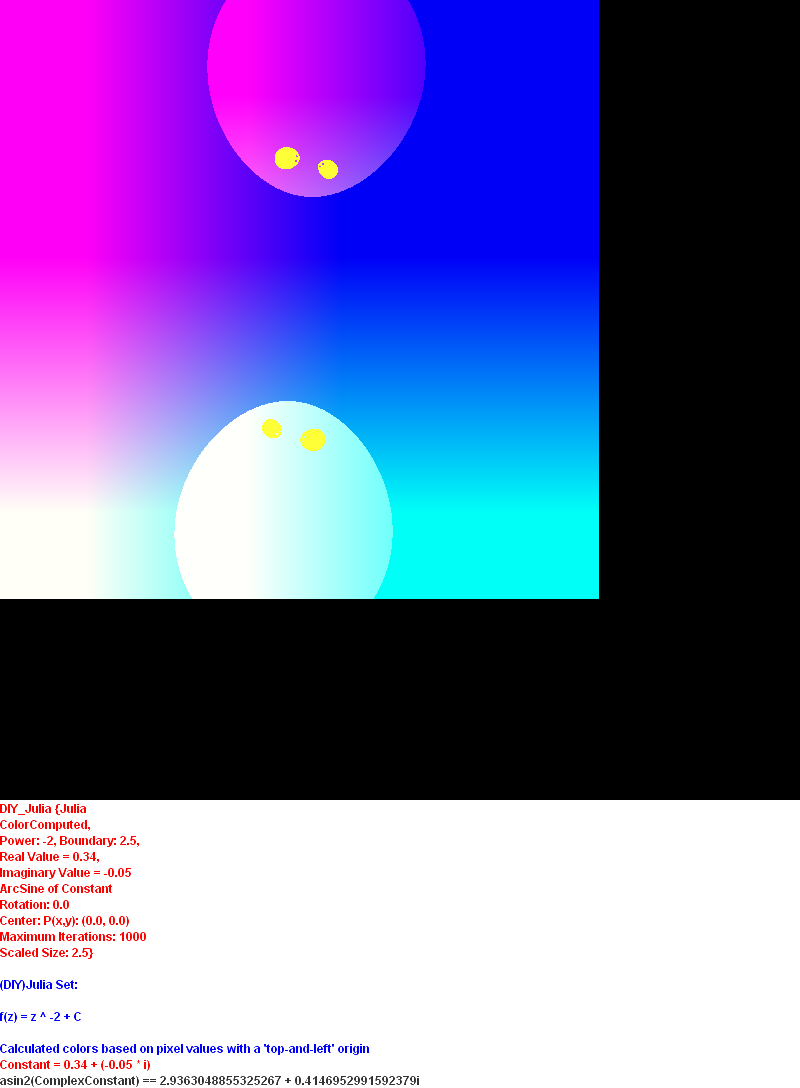 DIY_Julia {Julia
ColorComputed,
Power: -2, Boundary: 2.5,
Real Value = 0.34,
Imaginary Value = -0.05
ArcSine of Constant
Rotation: 0.0
Center: P(x,y): (0.0, 0.0)
Maximum Iterations: 1000
Scaled Size: 2.5}
(DIY)Julia Set:
f(z) = z ^ -2 + C
Calculated colors based on pixel values with a 'top-and-left' origin
Constant = 0.34 + (-0.05 * i)
asin2(ComplexConstant) == 2.9363048855325267 + 0.4146952991592379i